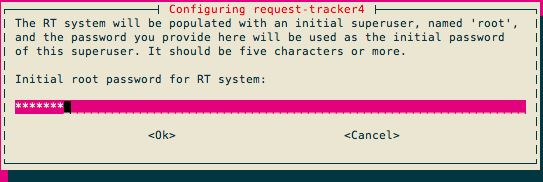 Configuring request-tracker4
The RT system will be populated with an initial superuser, named 'root',
and the password you provide here will be used as the initial password
of this superuser. It should be five characters or more.
Initial root password for RT system:
*******
<Ok> <Cancel>